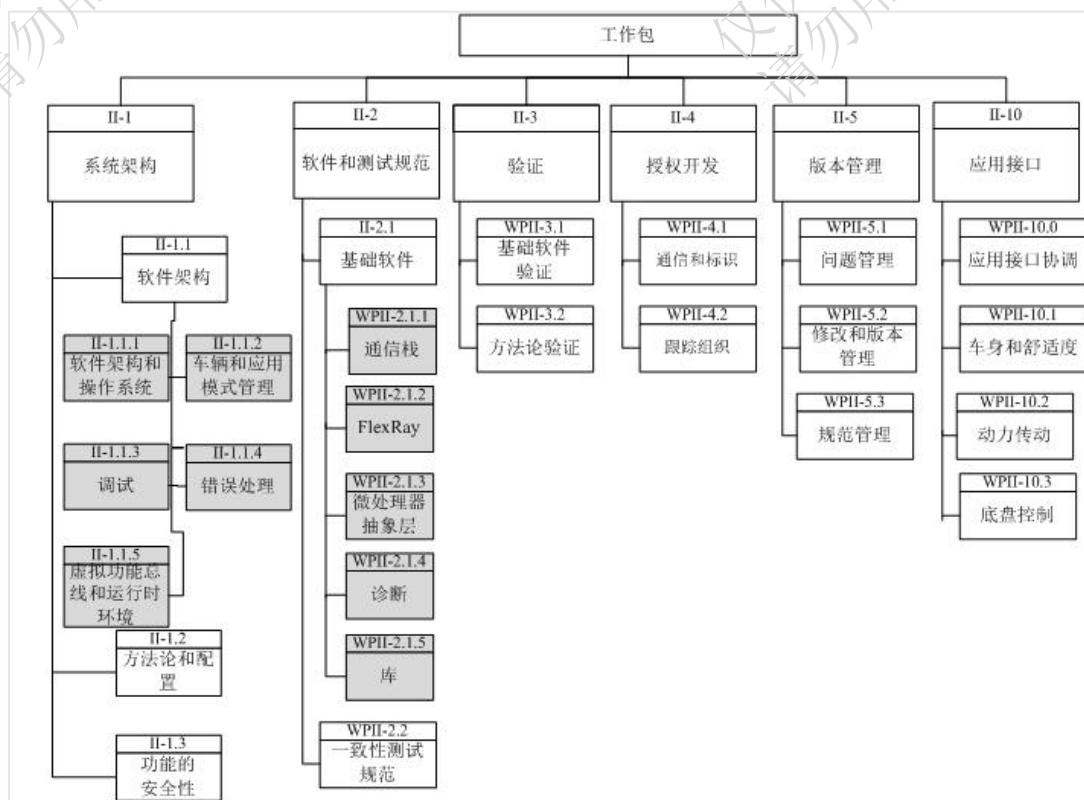 工作包
II-1
系统架构
II-1.1
软件架构
II-1.1.1
软件架构和
操作系统
II-1.1.2
车辆和应用
模式管理
II-1.1.3
调试
II-1.1.4
错误处理
II-1.1.5
虚拟功能总
线和运行时
环境
II-1.2
方法论和配
置
II-1.3
功能的
安全性
II-2
软件和测试规范
II-2.1
基础软件
WPII-2.1.1
通信栈
WPII-2.1.2
FlexRay
WPII-2.1.3
微处理器
抽象层
WPII-2.1.4
诊断
WPII-2.1.5
库
WPII-2.2
一致性测试
规范
II-3
验证
WPII-3.1
基础软件
验证
WPII-3.2
方法论验证
II-4
授权开发
WPII-4.1
通信和标识
WPII-4.2
跟踪组织
II-5
版本管理
WPII-5.1
问题管理
WPII-5.2
修改和版本
管理
WPII-5.3
规范管理
II-10
应用接口
WPII-10.0
应用接口协调
WPII-10.1
车身和舒适度
WPII-10.2
动力传动
WPII-10.3
底盘控制
请勿用